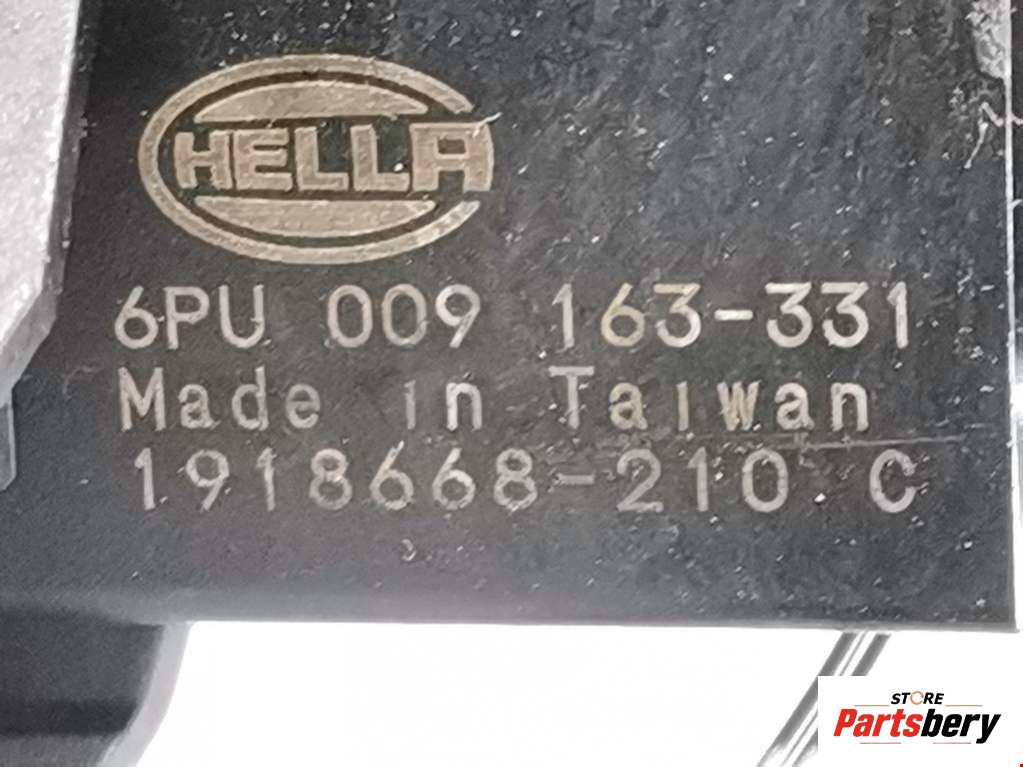 HELLA
6PU 009 163-331
Made in Taiwan
1918668-210 C
STORE
Partsbery